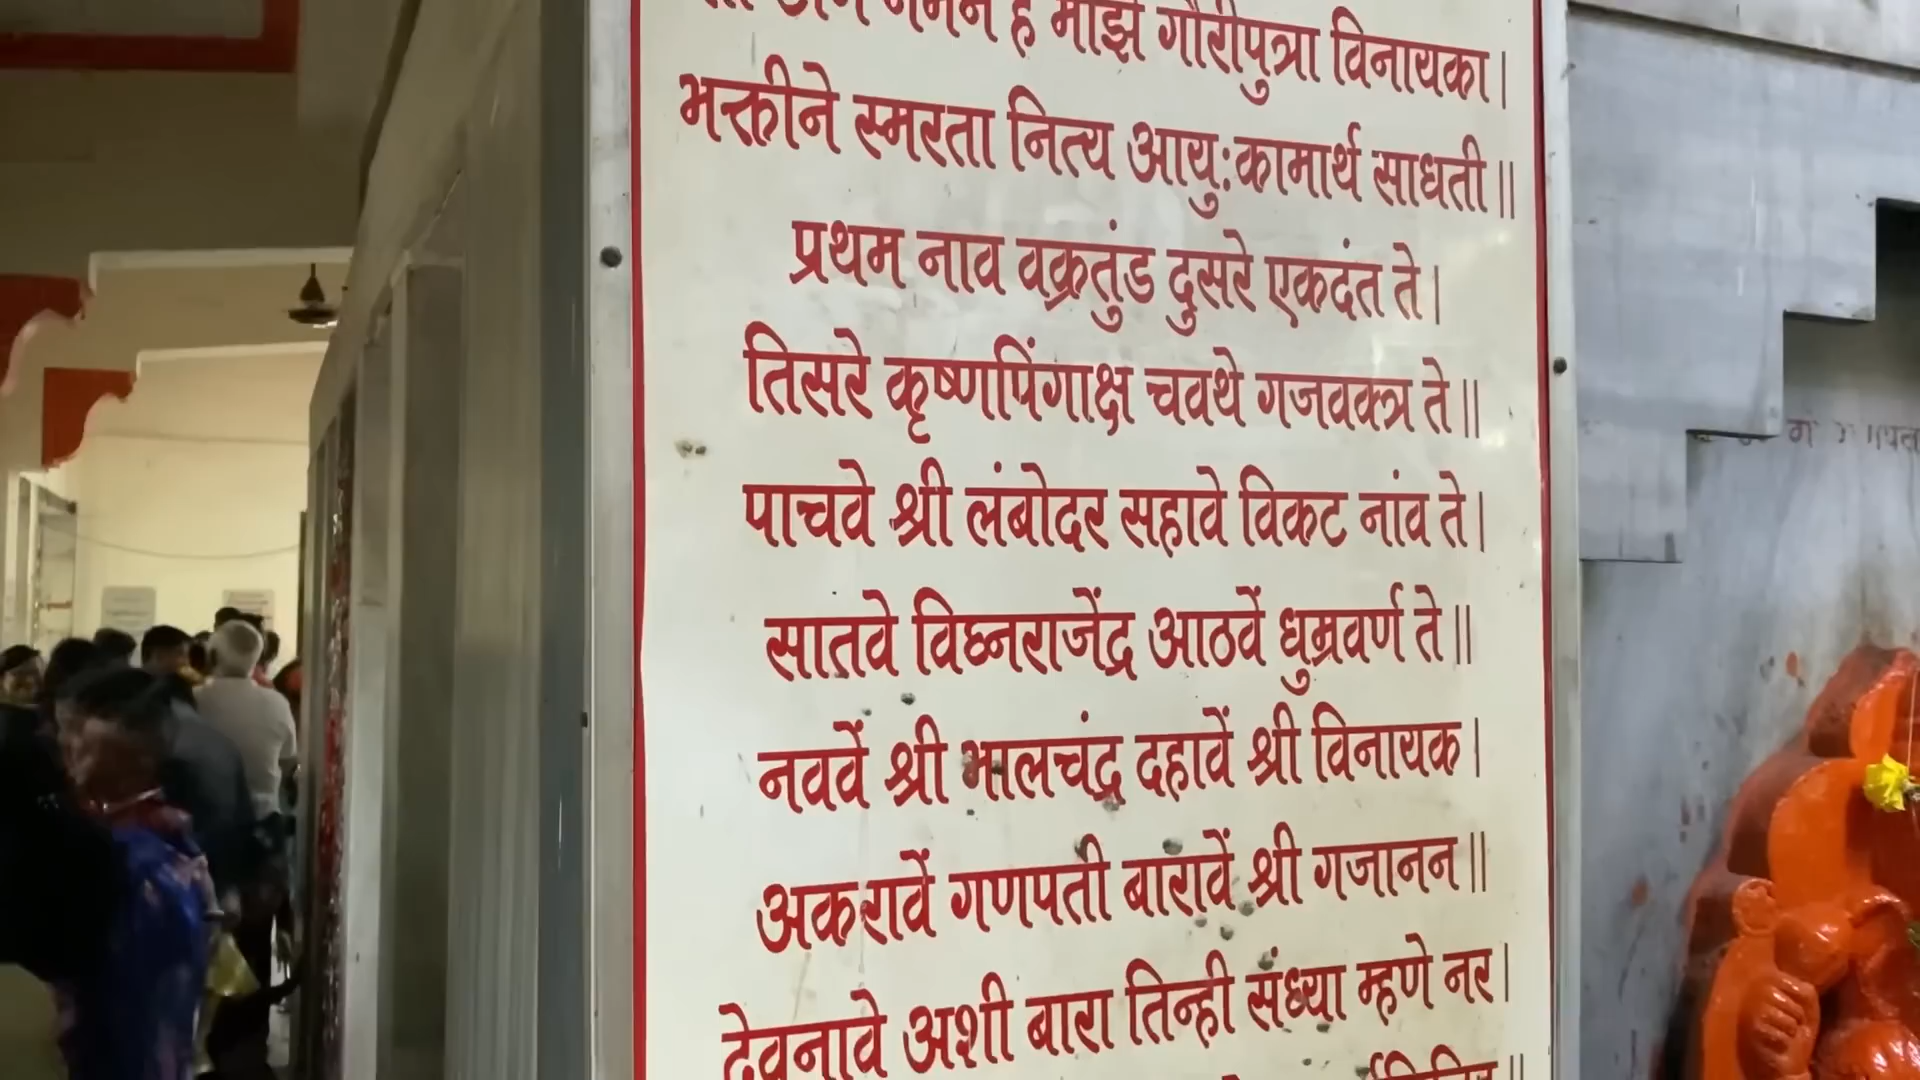 नमन हे माझे गौरीपुत्रा विनायका।
भक्तीने स्मरता नित्य आयु:कामार्थ साधती॥
प्रथम नाव वक्रतुंड दुसरे एकदंत ते।
तिसरे कृष्णपिंगाक्ष चवथे गजवक्त्र ते॥
पाचवे श्री लंबोदर सहावे विकट नांव ते।
सातवे विघ्नराजेंद्र आठवें धुम्रवर्ण ते॥
नववें श्री भालचंद्र दहावें श्री विनायक।
अकरावें गणपती बारावें श्री गजानन॥
देवनावे अशी बारा तिन्ही संध्या म्हणे नर।